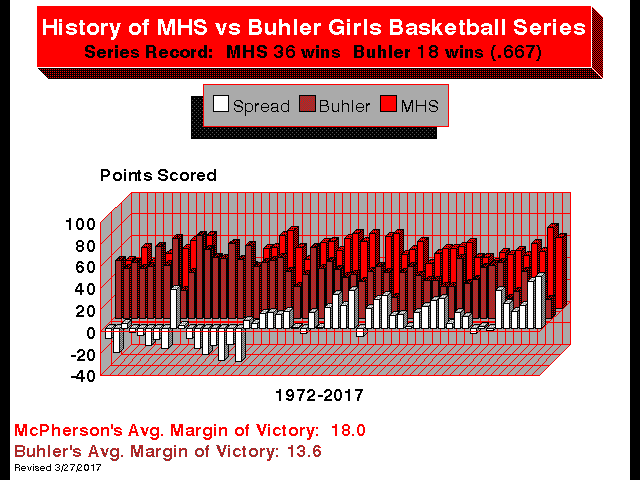 History of MHS vs Buhler Girls Basketball Series
Series Record: MHS 36 wins Buhler 18 wins (.667)
Spread Buhler MHS
Points Scored
100
80
60
40
20
0
-20
-40
1972-2017
McPherson's Avg. Margin of Victory: 18.0
Buhler's Avg. Margin of Victory: 13.6
Revised 3/27/2017